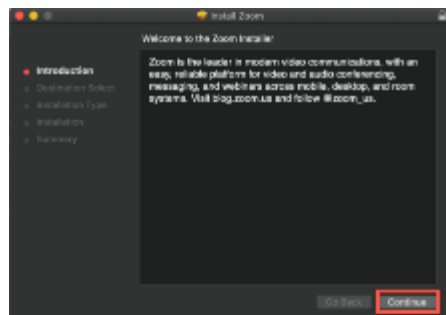 Install Zoom
Welcome to the Zoom Installer
Introduction
Destination Select
Installation Type
Installation
Summary
Zoom is the leader in modern video communications, with an
easy, reliable platform for video and audio conferencing,
messaging, and webinars across mobile, desktop, and room
systems. Visit blog.zoom.us and follow @zoom_us.
Go Back
Continue